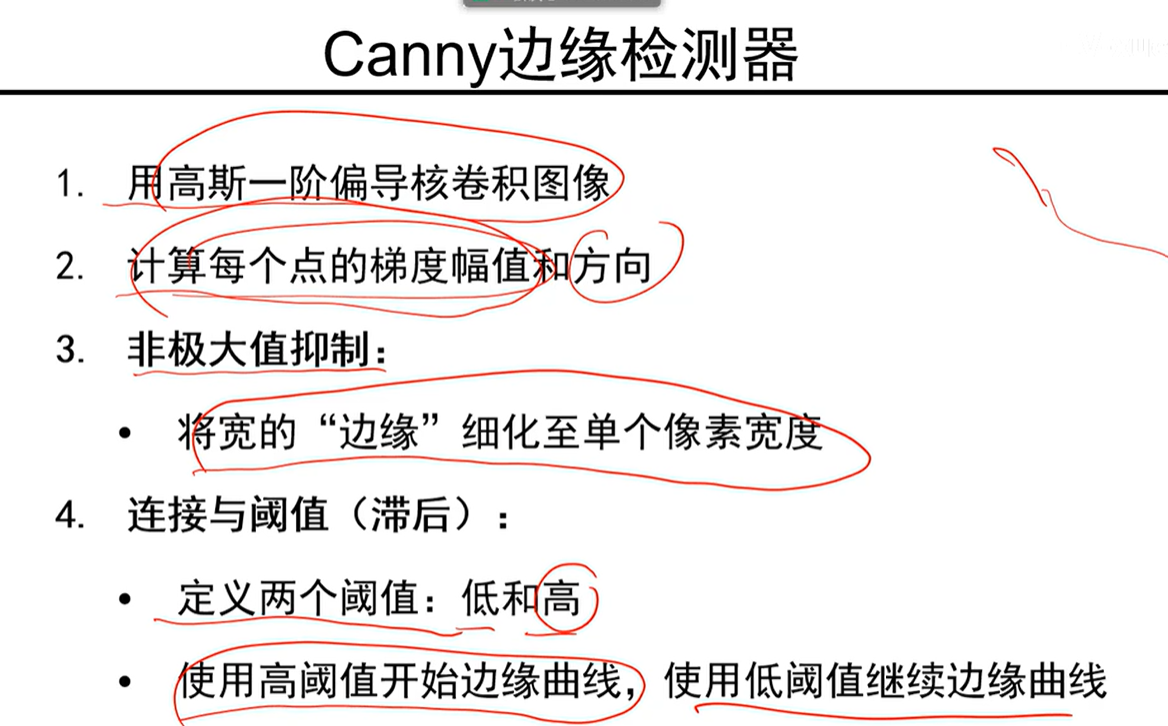 Canny边缘检测器
1. 用高斯一阶偏导核卷积图像
2. 计算每个点的梯度幅值和方向
3. 非极大值抑制：
• 将宽的“边缘”细化至单个像素宽度
4. 连接与阈值（滞后）：
• 定义两个阈值：低和高
• 使用高阈值开始边缘曲线，使用低阈值继续边缘曲线